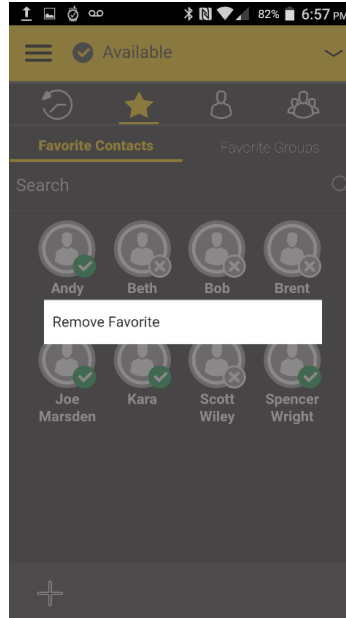 82% 6:57 PM
Available
Favorite Contacts Favorite Groups
Search
Andy Beth Bob Brent
Remove Favorite
Joe Kara Scott Spencer
Marsden Wiley Wright